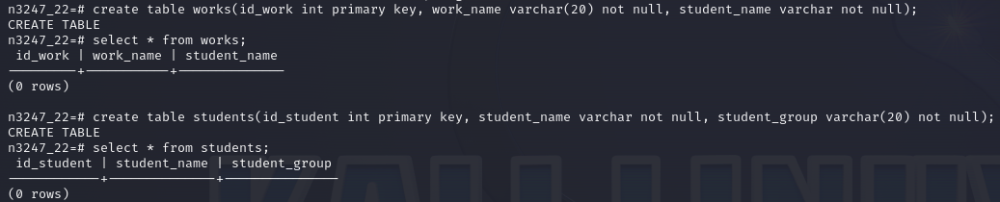 n3247_22=# create table works(id_work int primary key, work_name varchar(20) not null, student_name varchar not null);
CREATE TABLE
n3247_22=# select * from works;
 id_work | work_name | student_name
---------+-----------+--------------
(0 rows)

n3247_22=# create table students(id_student int primary key, student_name varchar not null, student_group varchar(20) not null);
CREATE TABLE
n3247_22=# select * from students;
 id_student | student_name | student_group
------------+--------------+---------------
(0 rows)